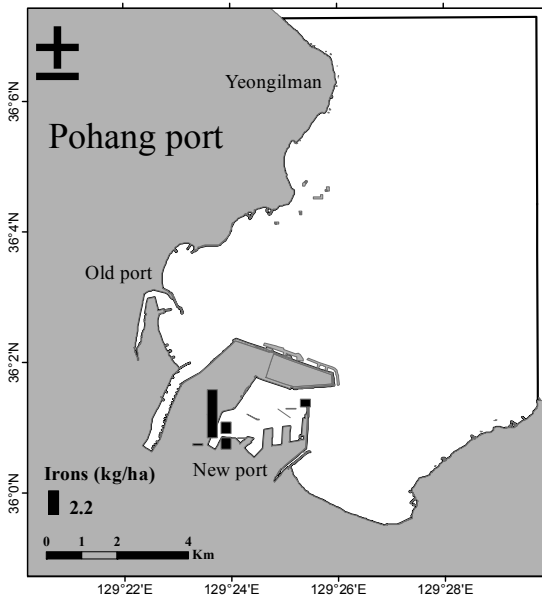 Yeongilman
Pohang port
Old port
New port
Irons (kg/ha)
2.2
0 1 2 4
Km
36°6'N
36°4'N
36°2'N
36°0'N
129°22'E 129°24'E 129°26'E 129°28'E